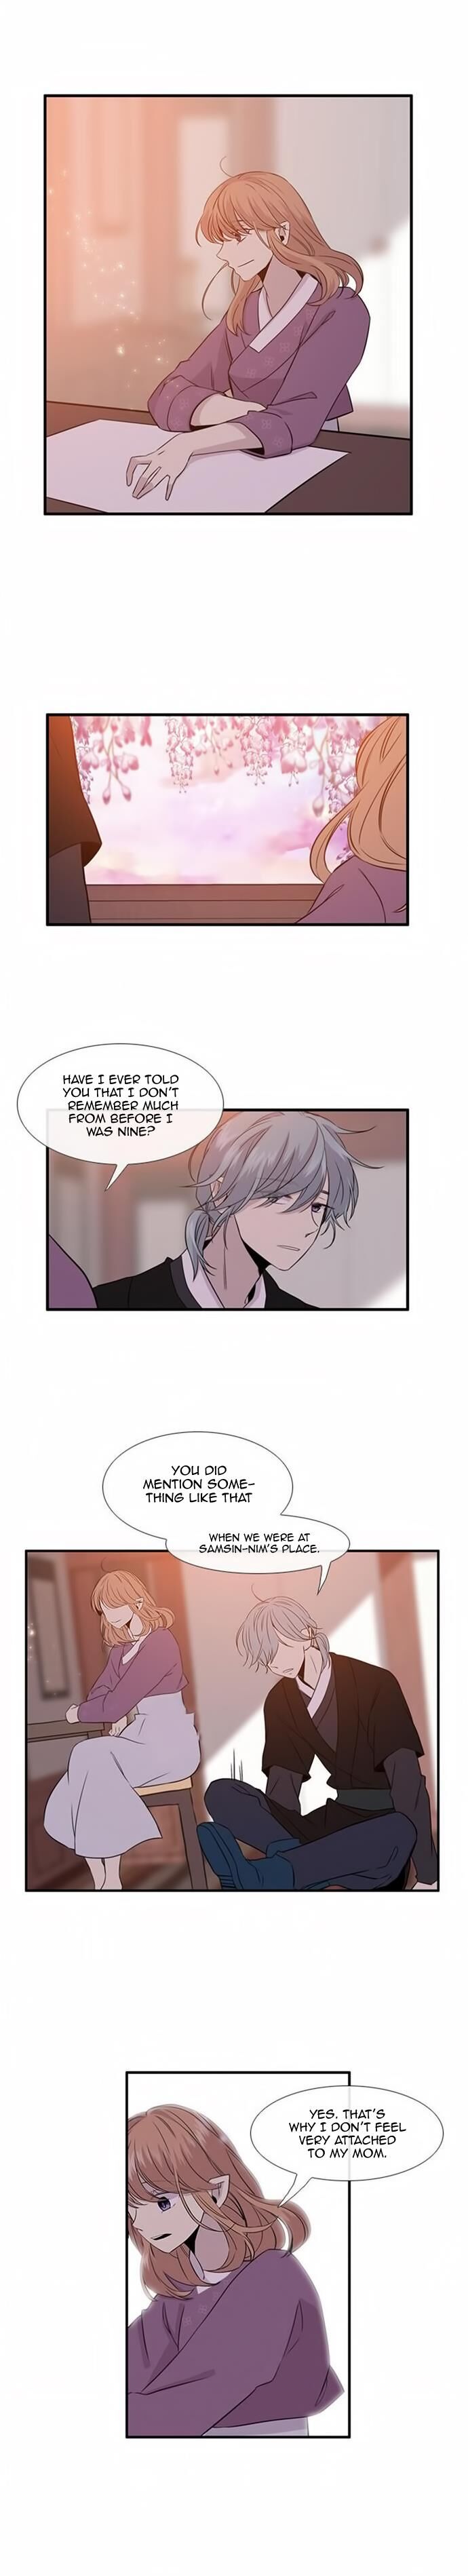 HAVE I EVER TOLD
YOU THAT I DON'T
REMEMBER MUCH
FROM BEFORE I
WAS NINE?
YOU DID
MENTION SOME-
THING LIKE THAT
WHEN WE WERE AT
SAMSIN-NIM'S PLACE.
YES. THAT'S
WHY I DON'T FEEL
VERY ATTACHED
TO MY MOM.